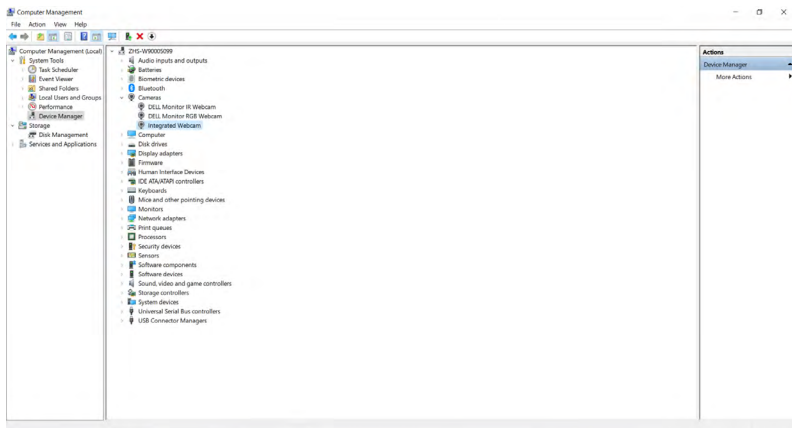 Computer Management
File Action View Help
Computer Management (Local)
System Tools
Task Scheduler
Event Viewer
Shared Folders
Local Users and Groups
Performance
Device Manager
Storage
Disk Management
Services and Applications
ZHS-W90005099
Audio inputs and outputs
Batteries
Biometric devices
Bluetooth
Cameras
DELL Monitor IR Webcam
DELL Monitor RGB Webcam
Integrated Webcam
Computer
Disk drives
Display adapters
Firmware
Human Interface Devices
IDE ATA/ATAPI controllers
Keyboards
Mice and other pointing devices
Monitors
Network adapters
Print queues
Processors
Security devices
Sensors
Software components
Software devices
Sound, video and game controllers
Storage controllers
System devices
Universal Serial Bus controllers
USB Connector Managers
Actions
Device Manager
More Actions